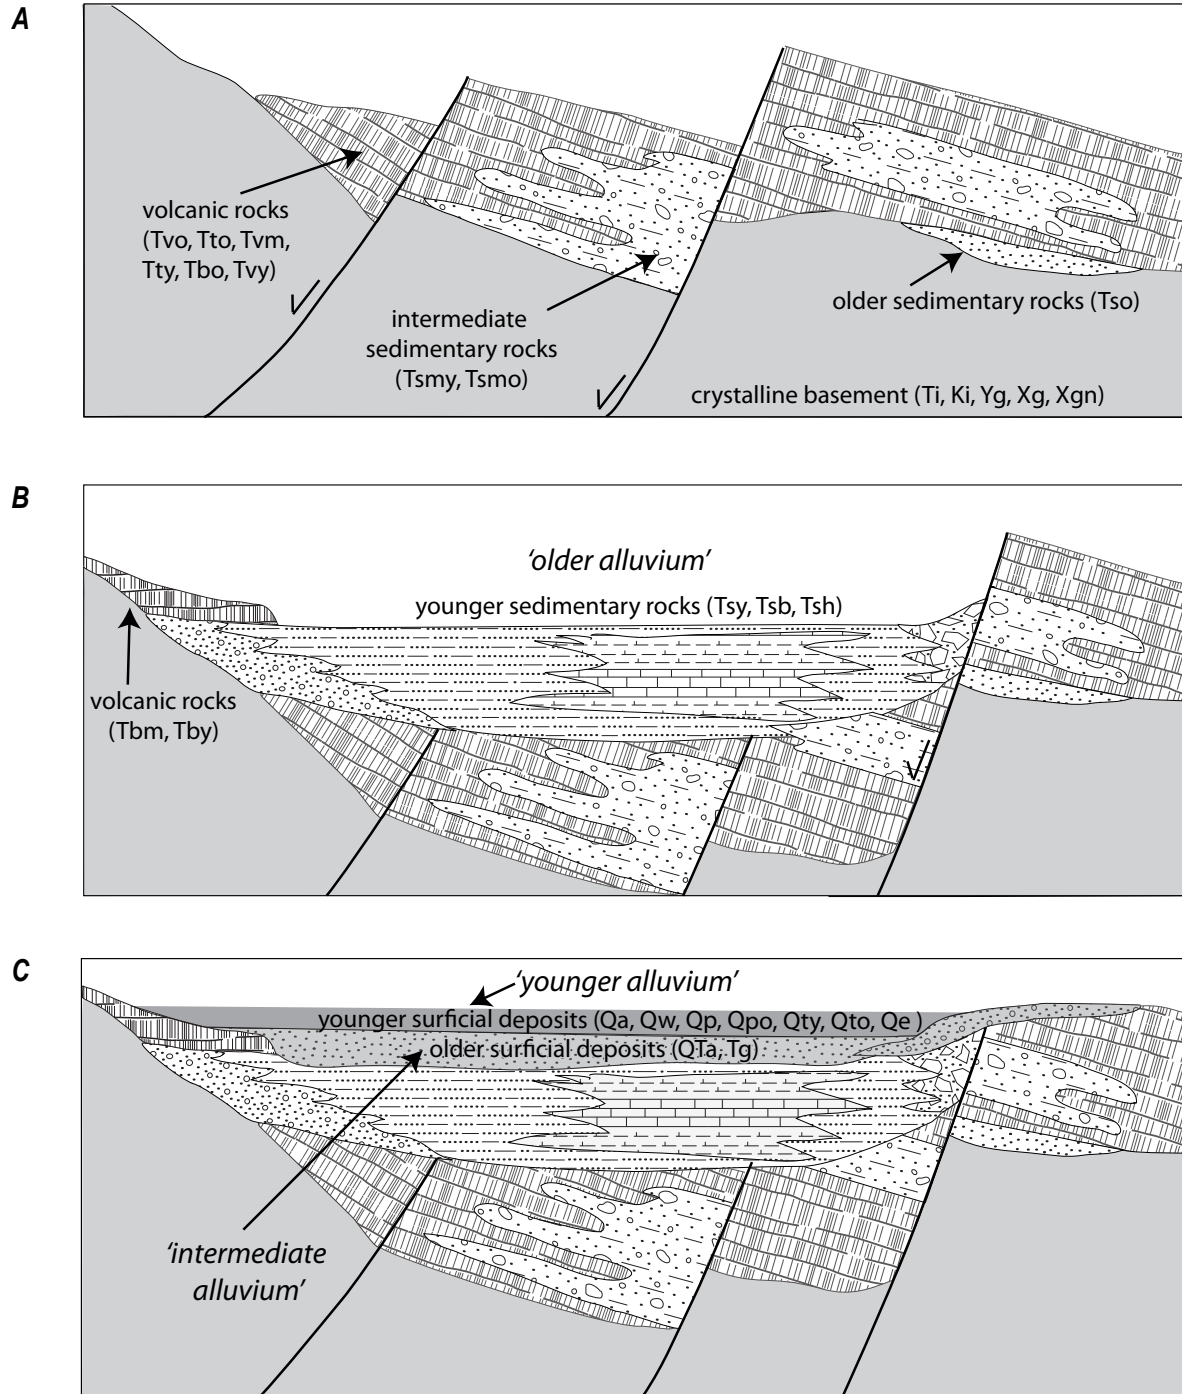 A
volcanic rocks
(Tvo, Tto, Tvm,
Tty, Tbo, Tvy)
intermediate
sedimentary rocks
(Tsmy, Tsmo)
older sedimentary rocks (Tso)
crystalline basement (Ti, Ki, Yg, Xg, Xgn)
B
‘older alluvium’
younger sedimentary rocks (Tsy, Tsb, Tsh)
volcanic rocks
(Tbm, Tby)
C
‘younger alluvium’
younger surficial deposits (Qa, Qw, Qp, Qpo, Qty, Qto, Qe )
older surficial deposits (QTa, Tg)
‘intermediate
alluvium’